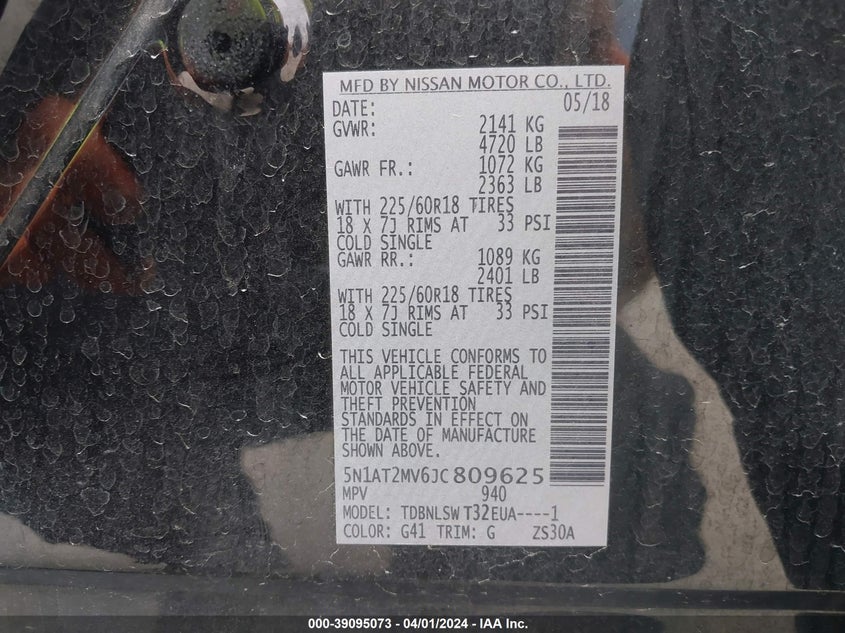 MFD BY NISSAN MOTOR CO., LTD.
DATE: 05/18
GVWR: 2141 KG
4720 LB
GAWR FR.: 1072 KG
2363 LB
WITH 225/60R18 TIRES
18 X 7J RIMS AT 33 PSI
COLD SINGLE
GAWR RR.: 1089 KG
2401 LB
WITH 225/60R18 TIRES
18 X 7J RIMS AT 33 PSI
COLD SINGLE
THIS VEHICLE CONFORMS TO
ALL APPLICABLE FEDERAL
MOTOR VEHICLE SAFETY AND
THEFT PREVENTION
STANDARDS IN EFFECT ON
THE DATE OF MANUFACTURE
SHOWN ABOVE.
5N1AT2MV6JC809625
MPV 940
MODEL: TDBNLSW T32EUA----1
COLOR: G41 TRIM: G ZS30A
000-39095073 - 04/01/2024 - IAA Inc.